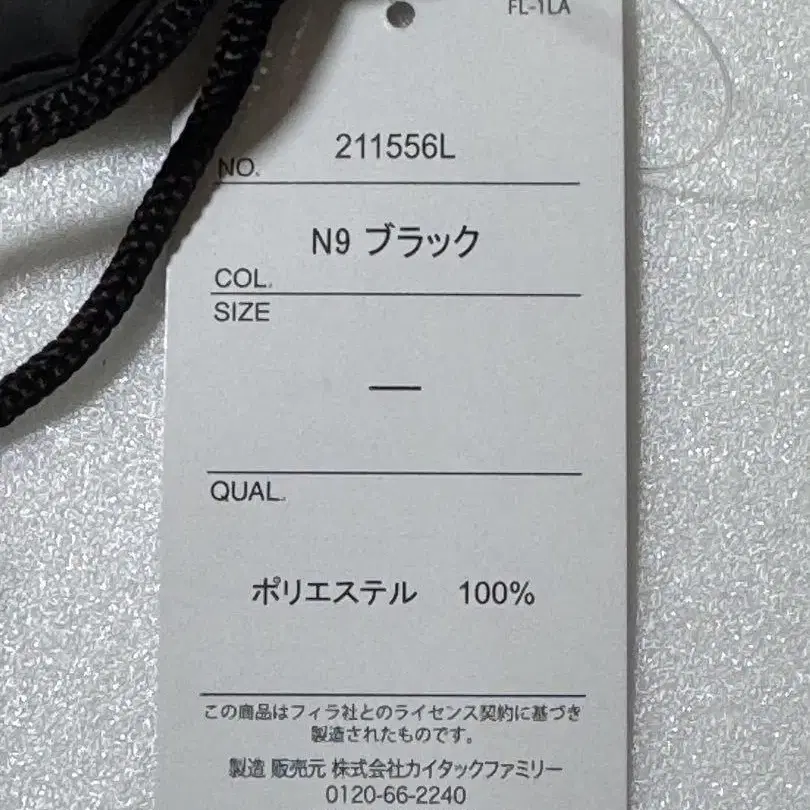 FL-1LA
211556L
NO.
N9 ブラック
COL.
SIZE
—
QUAL.
ポリエステル 100%
この商品はフィラ社とのライセンス契約に基づき
製造されたものです。
製造 販売元 株式会社カイタックファミリー
0120-66-2240